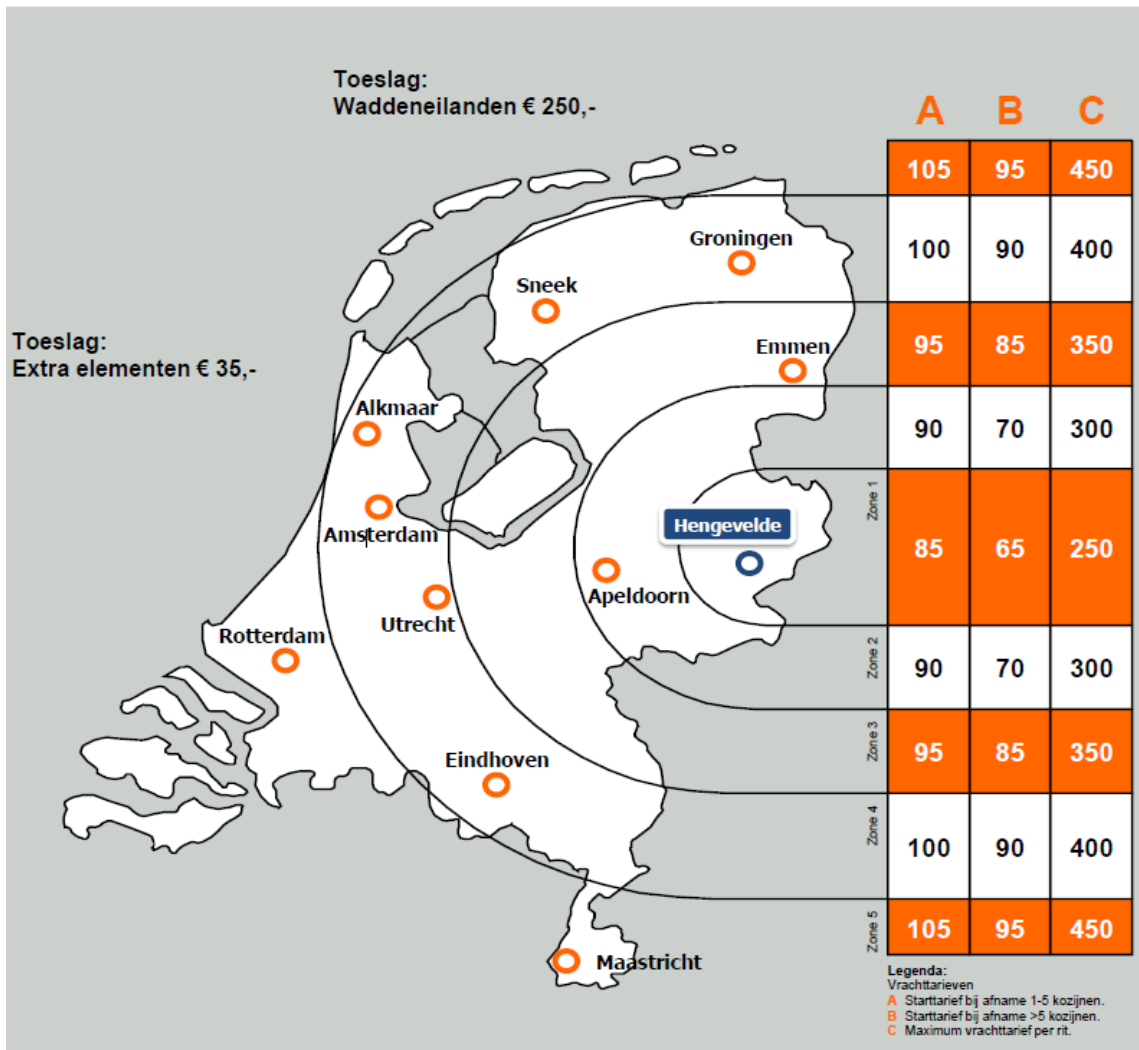 Toeslag:
Waddeneilanden € 250,-
A B C
105 95 450
Groningen
100 90 400
Sneek
Toeslag:
Extra elementen € 35,-
Emmen
95 85 350
Alkmaar
90 70 300
Zone 1
Hengevelde
Amsterdam
85 65 250
Apeldoorn
Utrecht
Rotterdam
Zone 2
90 70 300
Zone 3
95 85 350
Eindhoven
Zone 4
100 90 400
Zone 5
105 95 450
Maastricht
Legenda:
Vrachttarieven
A Starttarief bij afname 1-5 kozijnen.
B Starttarief bij afname >5 kozijnen.
C Maximum vrachttarief per rit.